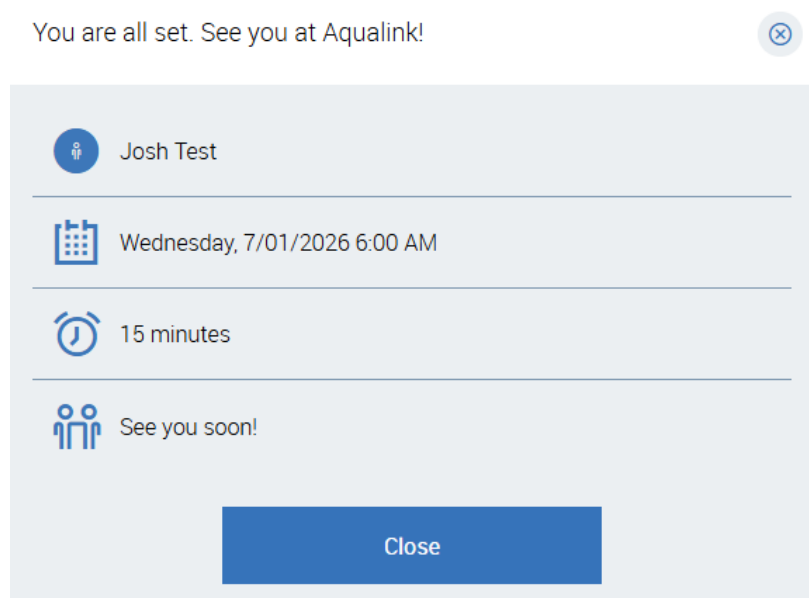 You are all set. See you at Aqualink!
Josh Test
Wednesday, 7/01/2026 6:00 AM
15 minutes
See you soon!
Close